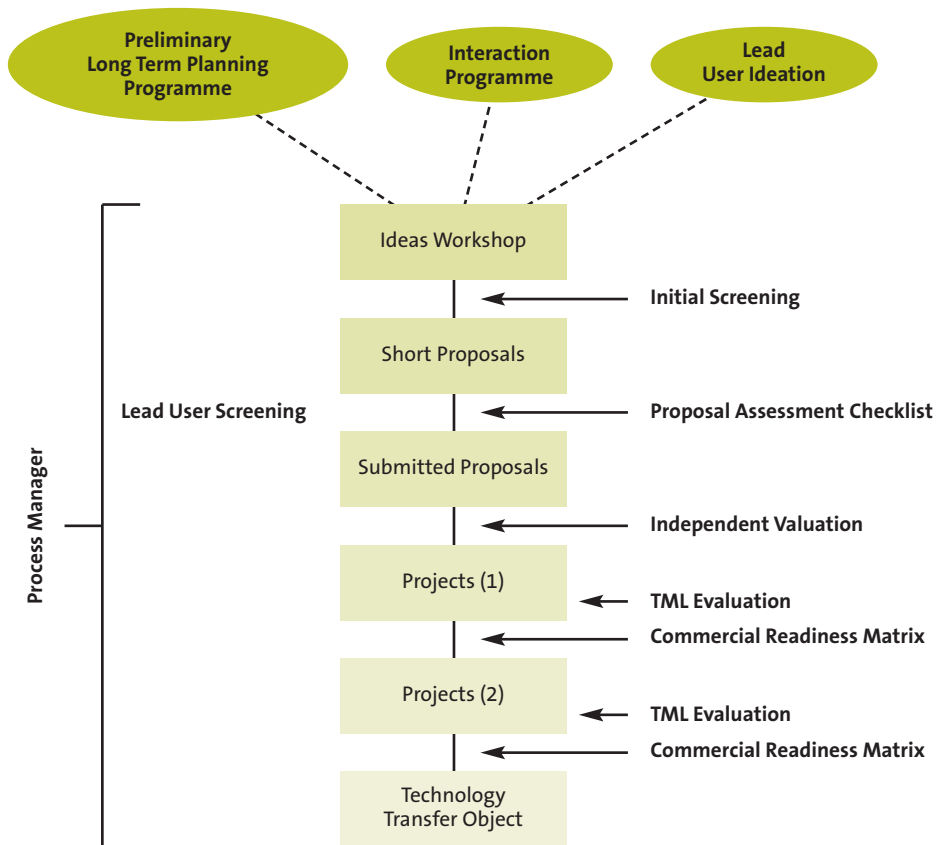 Preliminary
Long Term Planning
Programme
Interaction
Programme
Lead
User Ideation
Ideas Workshop
Initial Screening
Short Proposals
Lead User Screening
Proposal Assessment Checklist
Submitted Proposals
Process Manager
Independent Valuation
Projects (1)
TML Evaluation
Commercial Readiness Matrix
Projects (2)
TML Evaluation
Commercial Readiness Matrix
Technology
Transfer Object